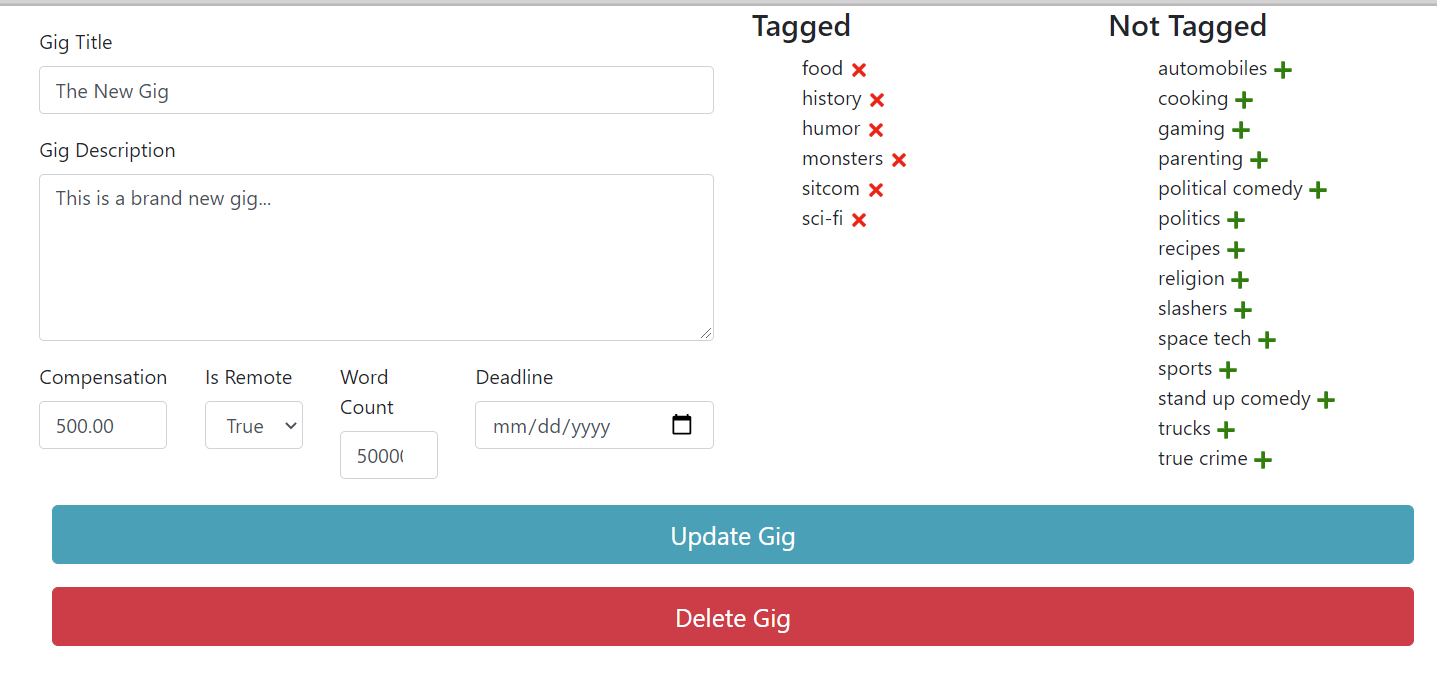 Gig Title
The New Gig
Gig Description
This is a brand new gig...
Compensation
500.00
Is Remote
True
Word
Count
5000
Deadline
mm/dd/yyyy
Tagged
food
history
humor
monsters
sitcom
sci-fi
Not Tagged
automobiles
cooking
gaming
parenting
political comedy
politics
recipes
religion
slashers
space tech
sports
stand up comedy
trucks
true crime
Update Gig
Delete Gig